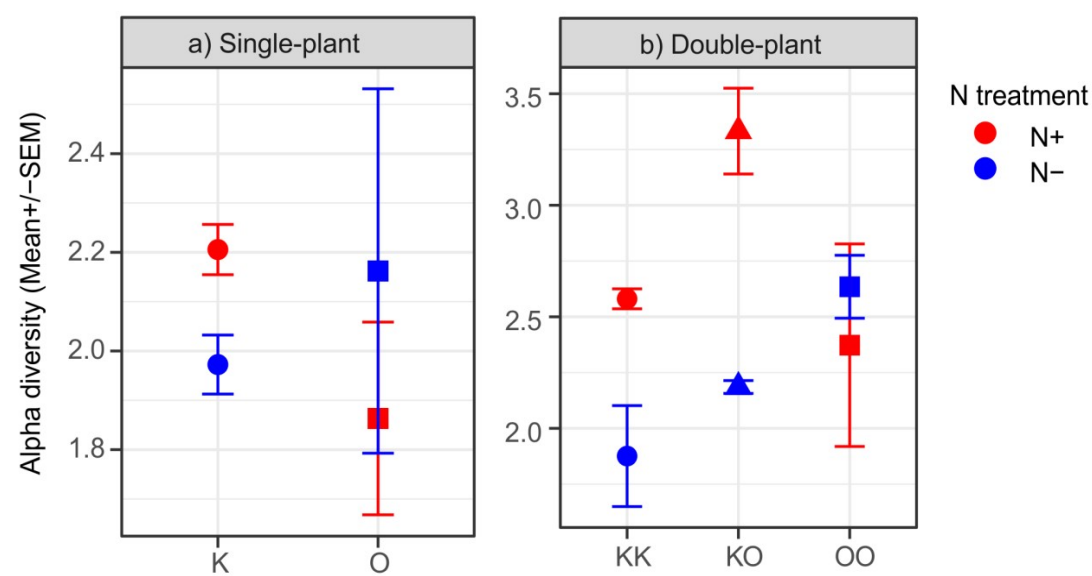 a) Single-plant
b) Double-plant
Alpha diversity (Mean+/−SEM)
2.4
2.2
2.0
1.8
K
O
3.5
3.0
2.5
2.0
KK
KO
OO
N treatment
N+
N−